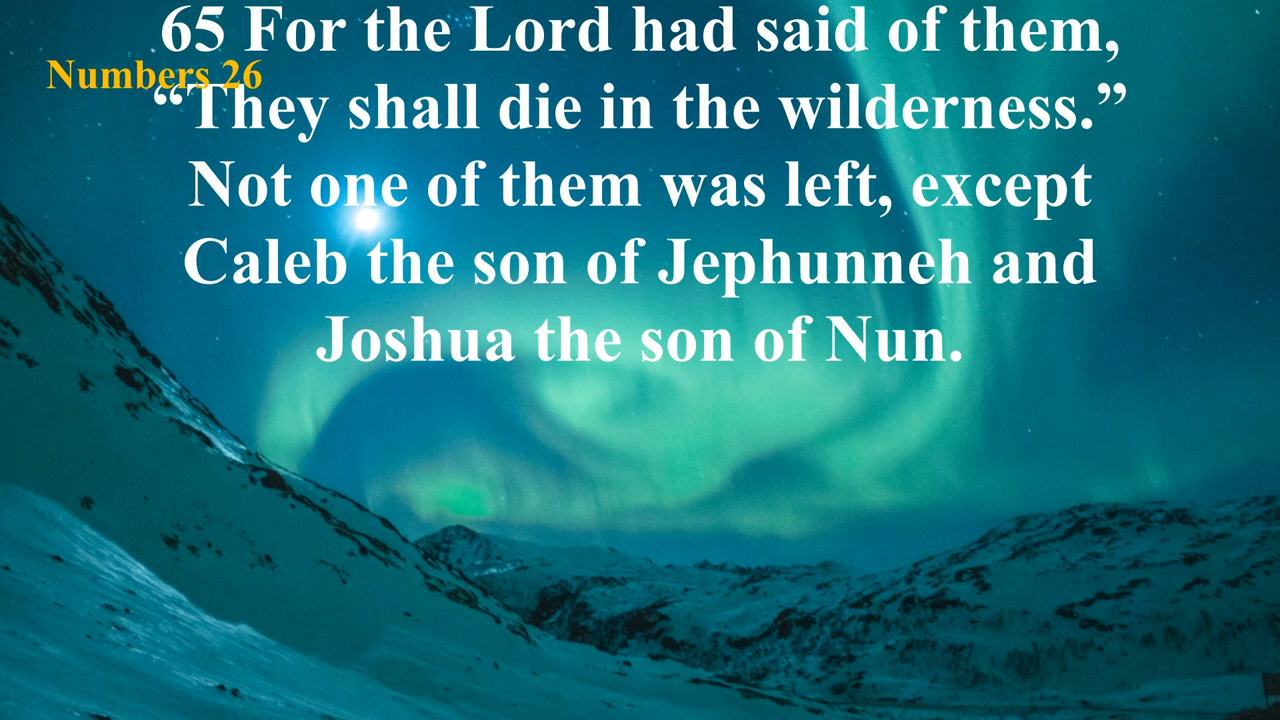 65 For the Lord had said of them,
Numbers 26
“They shall die in the wilderness.”
Not one of them was left, except
Caleb the son of Jephunneh and
Joshua the son of Nun.